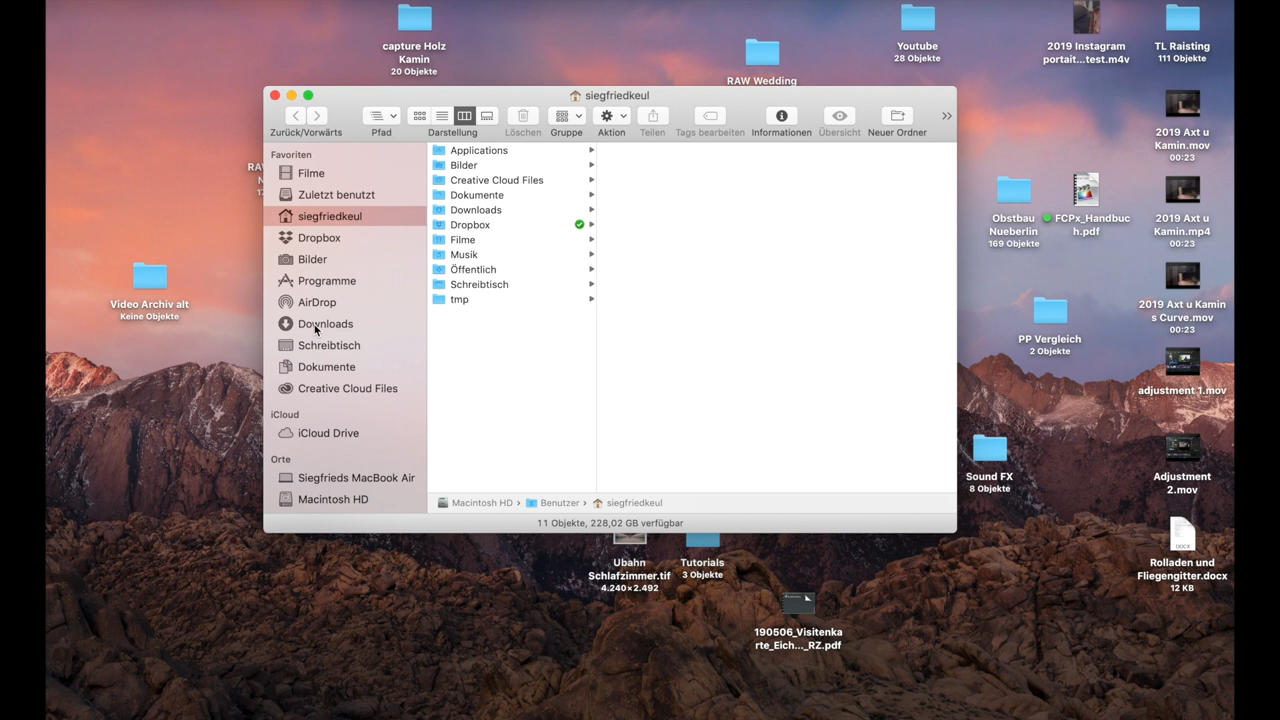 capture Holz
Kamin
20 Objekte
Youtube
28 Objekte
2019 Instagram
portait...test.m4v
TL Raisting
111 Objekte
RAW Wedding
siegfriedkeul
Zurück/Vorwärts
Pfad
Darstellung
Löschen
Gruppe
Aktion
Teilen
Tags bearbeiten
Informationen
Übersicht
Neuer Ordner
Favoriten
Filme
Zuletzt benutzt
siegfriedkeul
Dropbox
Bilder
Programme
AirDrop
Downloads
Schreibtisch
Dokumente
Creative Cloud Files
iCloud
iCloud Drive
Orte
Siegfrieds MacBook Air
Macintosh HD
Applications
Bilder
Creative Cloud Files
Dokumente
Downloads
Dropbox
Filme
Musik
Öffentlich
Schreibtisch
tmp
Macintosh HD › Benutzer › siegfriedkeul
11 Objekte, 228,02 GB verfügbar
Video Archiv alt
Keine Objekte
2019 Axt u
Kamin.mov
00:23
Obstbau
Nueberlin
169 Objekte
FCPx_Handbuc
h.pdf
2019 Axt u
Kamin.mp4
00:23
2019 Axt u Kamin
s Curve.mov
00:23
PP Vergleich
2 Objekte
adjustment 1.mov
Sound FX
8 Objekte
Adjustment
2.mov
DOCX
Rolladen und
Fliegengitter.docx
12 KB
Ubahn
Schlafzimmer.tif
4.240×2.492
Tutorials
3 Objekte
190506_Visitenka
rte_Eich..._RZ.pdf